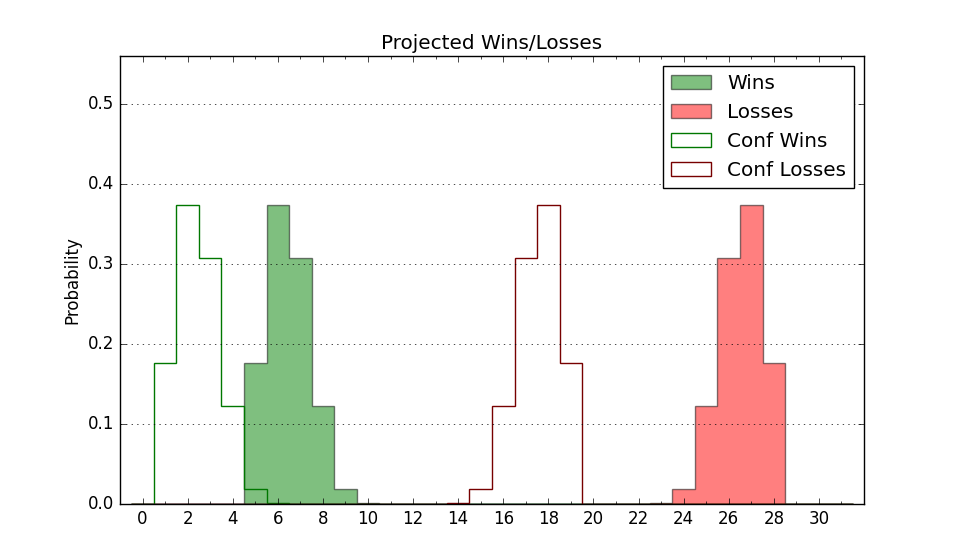 Projected Wins/Losses
Wins
Losses
Conf Wins
Conf Losses
Probability
0.5
0.4
0.3
0.2
0.1
0.0
0 2 4 6 8 10 12 14 16 18 20 22 24 26 28 30